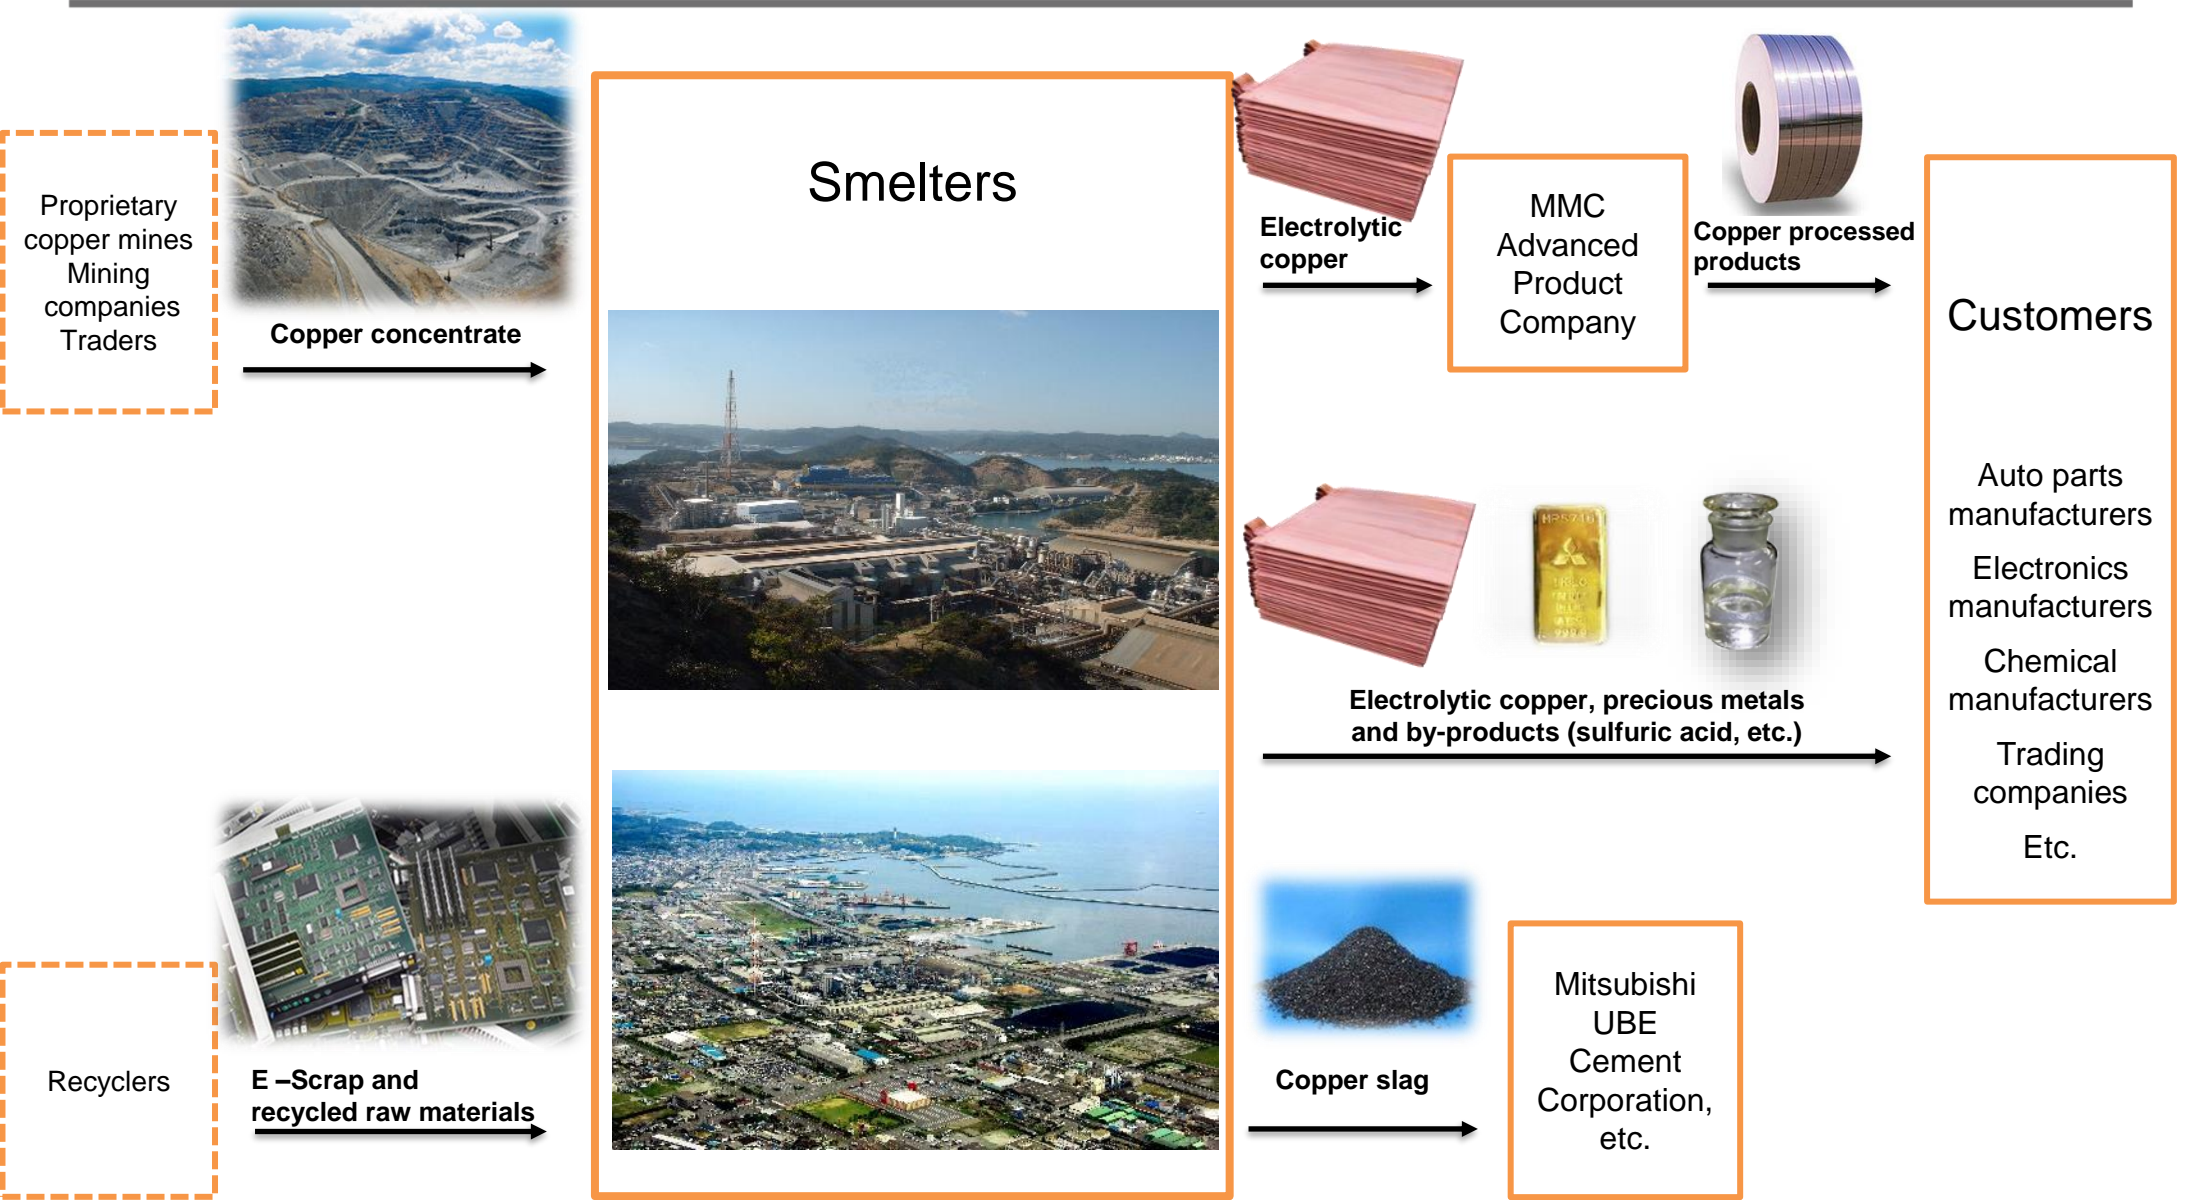 Proprietary
copper mines
Mining
companies
Traders
Copper concentrate
Recyclers
E –Scrap and
recycled raw materials
Smelters
Electrolytic
copper
MMC
Advanced
Product
Company
Copper processed
products
Electrolytic copper, precious metals
and by-products (sulfuric acid, etc.)
Copper slag
Mitsubishi
UBE
Cement
Corporation,
etc.
Customers
Auto parts
manufacturers
Electronics
manufacturers
Chemical
manufacturers
Trading
companies
Etc.